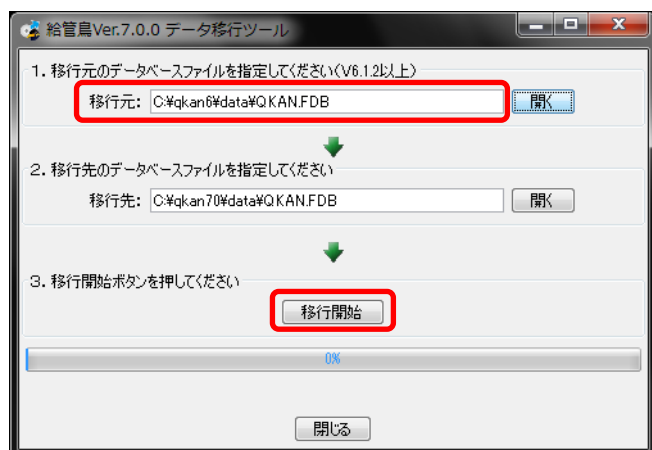 給管鳥Ver.7.0.0 データ移行ツール
1. 移行元のデータベースファイルを指定してください(V6.1.2以上)
移行元: C:¥qkan6¥data¥QKAN.FDB 開く
2. 移行先のデータベースファイルを指定してください
移行先: C:¥qkan70¥data¥QKAN.FDB 開く
3. 移行開始ボタンを押してください
移行開始
0%
閉じる